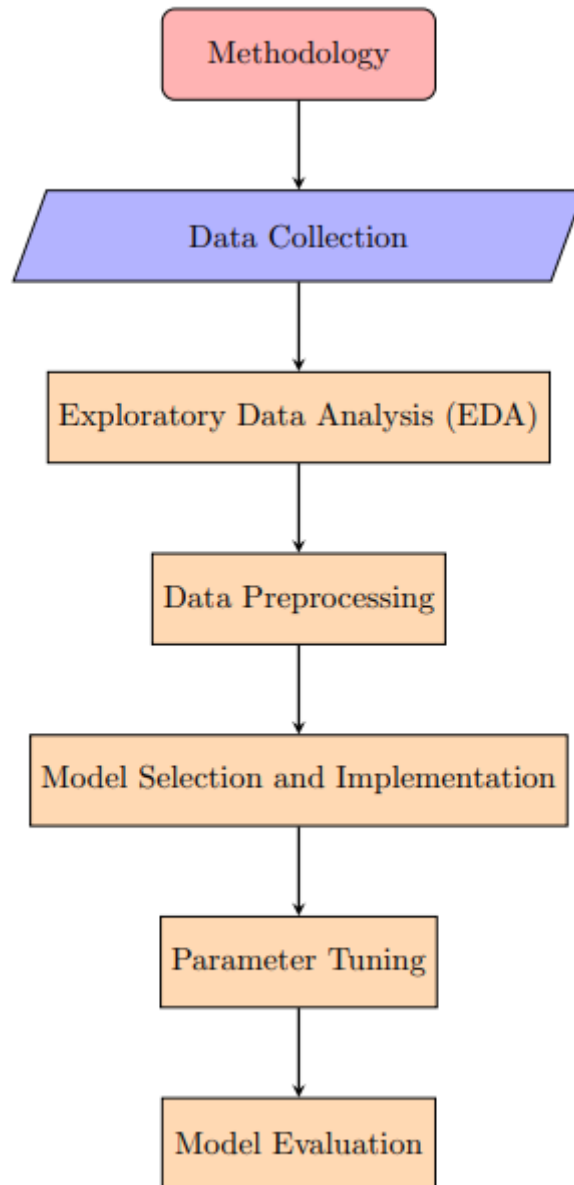 Methodology
Data Collection
Exploratory Data Analysis (EDA)
Data Preprocessing
Model Selection and Implementation
Parameter Tuning
Model Evaluation